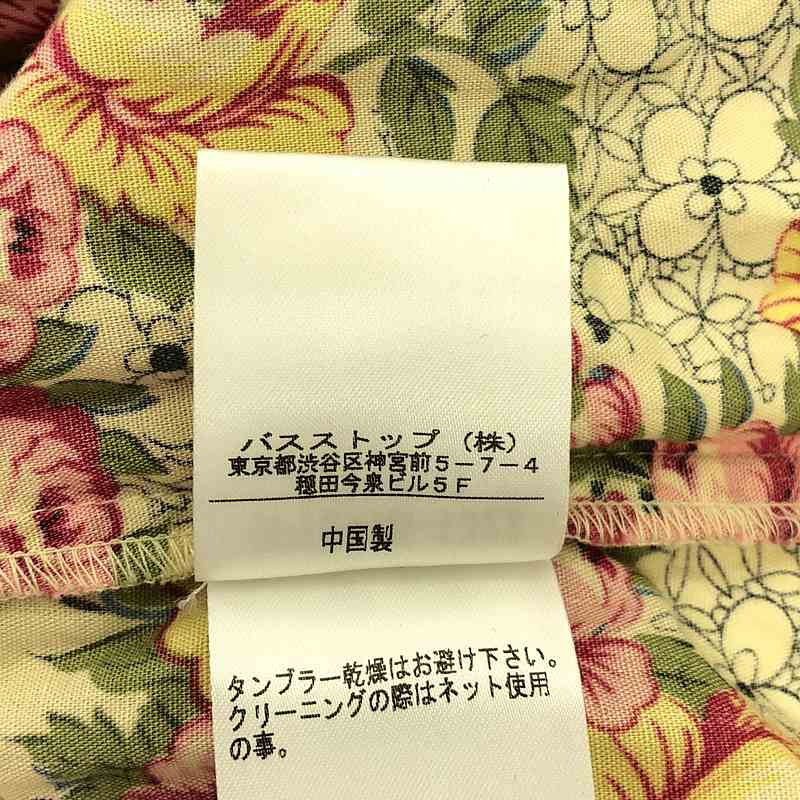 バスストップ（株）
東京都渋谷区神宮前５－７－４
穏田今泉ビル５Ｆ
中国製
タンブラー乾燥はお避け下さい。
クリーニングの際はネット使用
の事。